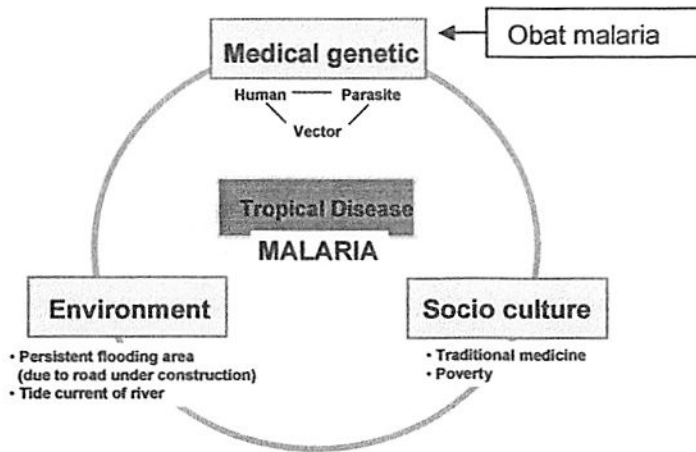 Obat malaria
Medical genetic
Human Parasite
Vector
Tropical Disease
MALARIA
Environment
• Persistent flooding area
(due to road under construction)
• Tide current of river
Socio culture
• Traditional medicine
• Poverty